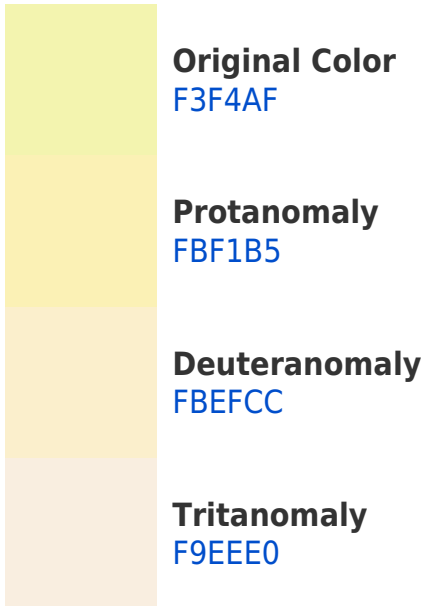 Original Color
F3F4AF
Protanomaly
FBF1B5
Deuteranomaly
FBEFCC
Tritanomaly
F9EEE0